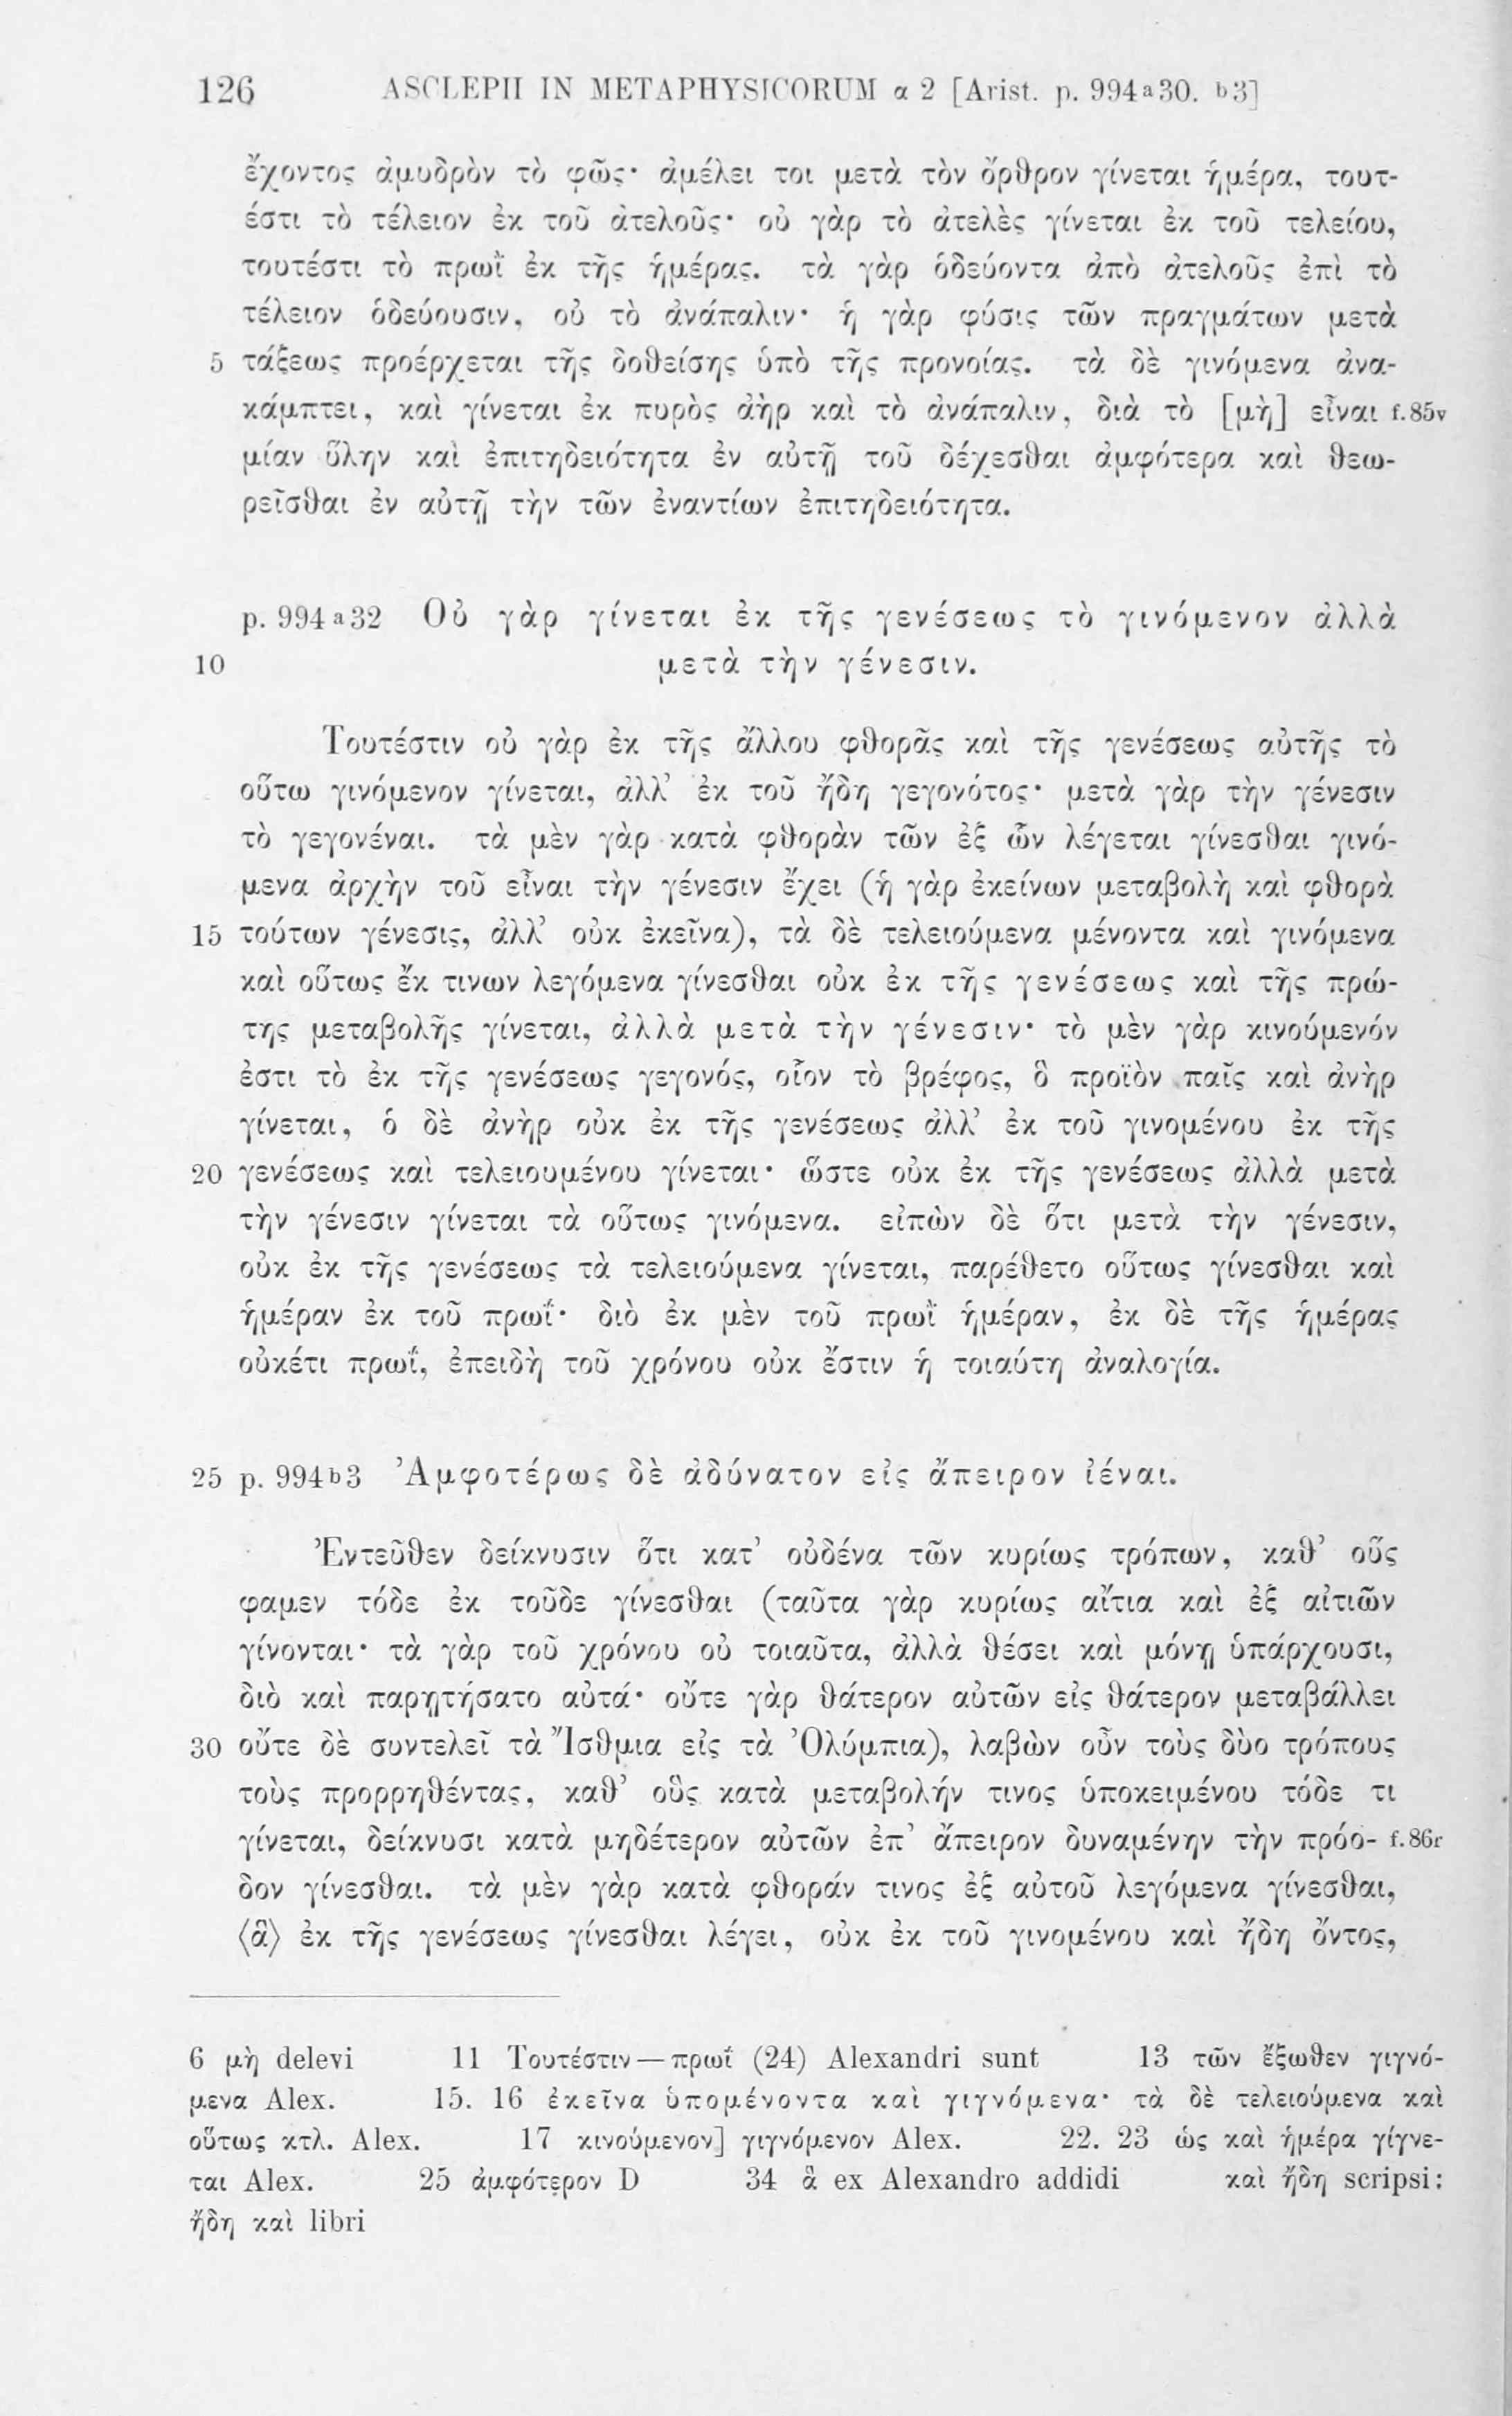 126 ASCLEPII IN METAPHYSICORUM α 2 [Arist. p. 994a30. b3]
ἔχοντος ἀμυδρὸν τὸ φῶς· ἀμέλει τοι μετὰ τὸν ὄρθρον γίνεται ἡμέρα, τουτ-
έστι τὸ τέλειον ἐκ τοῦ ἀτελοῦς· οὐ γὰρ τὸ ἀτελὲς γίνεται ἐκ τοῦ τελείου,
τουτέστι τὸ πρωῒ ἐκ τῆς ἡμέρας. τὰ γὰρ ὁδεύοντα ἀπὸ ἀτελοῦς ἐπὶ τὸ
τέλειον ὁδεύουσιν, οὐ τὸ ἀνάπαλιν· ἡ γὰρ φύσις τῶν πραγμάτων μετὰ
5 τάξεως προέρχεται τῆς δοθείσης ὑπὸ τῆς προνοίας. τὰ δὲ γινόμενα ἀνα-
κάμπτει, καὶ γίνεται ἐκ πυρὸς ἀὴρ καὶ τὸ ἀνάπαλιν, διὰ τὸ [μὴ] εἶναι f.85v
μίαν ὕλην καὶ ἐπιτηδειότητα ἐν αὐτῇ τοῦ δέχεσθαι ἀμφότερα καὶ θεω-
ρεῖσθαι ἐν αὐτῇ τὴν τῶν ἐναντίων ἐπιτηδειότητα.
p. 994a32 Οὐ γὰρ γίνεται ἐκ τῆς γενέσεως τὸ γινόμενον ἀλλὰ
10 μετὰ τὴν γένεσιν.
Τουτέστιν οὐ γὰρ ἐκ τῆς ἄλλου φθορᾶς καὶ τῆς γενέσεως αὐτῆς τὸ
οὕτω γινόμενον γίνεται, ἀλλ' ἐκ τοῦ ἤδη γεγονότος· μετὰ γὰρ τὴν γένεσιν
τὸ γεγονέναι. τὰ μὲν γὰρ κατὰ φθορὰν τῶν ἐξ ὧν λέγεται γίνεσθαι γινό-
μενα ἀρχὴν τοῦ εἶναι τὴν γένεσιν ἔχει (ἡ γὰρ ἐκείνων μεταβολὴ καὶ φθορὰ
15 τούτων γένεσις, ἀλλ' οὐκ ἐκεῖνα), τὰ δὲ τελειούμενα μένοντα καὶ γινόμενα
καὶ οὕτως ἔκ τινων λεγόμενα γίνεσθαι οὐκ ἐκ τῆς γενέσεως καὶ τῆς πρώ-
της μεταβολῆς γίνεται, ἀλλὰ μετὰ τὴν γένεσιν· τὸ μὲν γὰρ κινούμενόν
ἐστι τὸ ἐκ τῆς γενέσεως γεγονός, οἷον τὸ βρέφος, ὃ προϊὸν παῖς καὶ ἀνὴρ
γίνεται, ὁ δὲ ἀνὴρ οὐκ ἐκ τῆς γενέσεως ἀλλ' ἐκ τοῦ γινομένου ἐκ τῆς
20 γενέσεως καὶ τελειουμένου γίνεται· ὥστε οὐκ ἐκ τῆς γενέσεως ἀλλὰ μετὰ
τὴν γένεσιν γίνεται τὰ οὕτως γινόμενα. εἰπὼν δὲ ὅτι μετὰ τὴν γένεσιν,
οὐκ ἐκ τῆς γενέσεως τὰ τελειούμενα γίνεται, παρέθετο οὕτως γίνεσθαι καὶ
ἡμέραν ἐκ τοῦ πρωΐ· διὸ ἐκ μὲν τοῦ πρωῒ ἡμέραν, ἐκ δὲ τῆς ἡμέρας
οὐκέτι πρωΐ, ἐπειδὴ τοῦ χρόνου οὐκ ἔστιν ἡ τοιαύτη ἀναλογία.
25 p. 994b3 Ἀμφοτέρως δὲ ἀδύνατον εἰς ἄπειρον ἰέναι.
Ἐντεῦθεν δείκνυσιν ὅτι κατ' οὐδένα τῶν κυρίως τρόπων, καθ' οὕς
φαμεν τόδε ἐκ τοῦδε γίνεσθαι (ταῦτα γὰρ κυρίως αἴτια καὶ ἐξ αἰτιῶν
γίνονται· τὰ γὰρ τοῦ χρόνου οὐ τοιαῦτα, ἀλλὰ θέσει καὶ μόνῃ ὑπάρχουσι,
διὸ καὶ παρῃτήσατο αὐτά· οὔτε γὰρ θάτερον αὐτῶν εἰς θάτερον μεταβάλλει
30 οὔτε δὲ συντελεῖ τὰ Ἴσθμια εἰς τὰ Ὀλύμπια), λαβὼν οὖν τοὺς δύο τρόπους
τοὺς προρρηθέντας, καθ' οὓς κατὰ μεταβολήν τινος ὑποκειμένου τόδε τι
γίνεται, δείκνυσι κατὰ μηδέτερον αὐτῶν ἐπ' ἄπειρον δυναμένην τὴν πρόο- f.86r
δον γίνεσθαι. τὰ μὲν γὰρ κατὰ φθοράν τινος ἐξ αὐτοῦ λεγόμενα γίνεσθαι,
⟨ἃ⟩ ἐκ τῆς γενέσεως γίνεσθαι λέγει, οὐκ ἐκ τοῦ γινομένου καὶ ἤδη ὄντος,
6 μὴ delevi 11 Τουτέστιν — πρωΐ (24) Alexandri sunt 13 τῶν ἔξωθεν γιγνό-
μενα Alex. 15. 16 ἐκεῖνα ὑπομένοντα καὶ γιγνόμενα· τὰ δὲ τελειούμενα καὶ
οὕτως κτλ. Alex. 17 κινούμενον] γιγνόμενον Alex. 22. 23 ὡς καὶ ἡμέρα γίγνε-
ται Alex. 25 ἀμφότερον D 34 ἃ ex Alexandro addidi καὶ ἤδη scripsi:
ἤδη καὶ libri